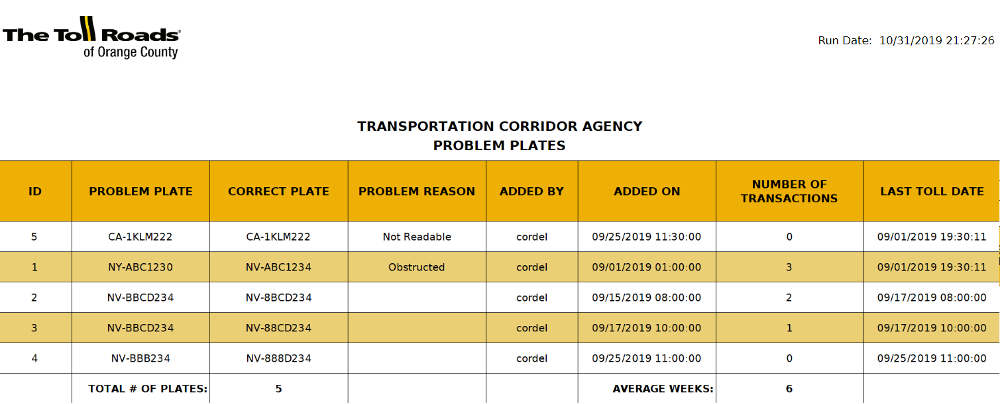 The Toll Roads®
of Orange County
Run Date: 10/31/2019 21:27:26
TRANSPORTATION CORRIDOR AGENCY
PROBLEM PLATES
ID PROBLEM PLATE CORRECT PLATE PROBLEM REASON ADDED BY ADDED ON NUMBER OF TRANSACTIONS LAST TOLL DATE
5 CA-1KLM222 CA-1KLM222 Not Readable cordel 09/25/2019 11:30:00 0 09/01/2019 19:30:11
1 NY-ABC1230 NV-ABC1234 Obstructed cordel 09/01/2019 01:00:00 3 09/01/2019 19:30:11
2 NV-BBCD234 NV-8BCD234 cordel 09/15/2019 08:00:00 2 09/17/2019 08:00:00
3 NV-BBCD234 NV-88CD234 cordel 09/17/2019 10:00:00 1 09/17/2019 10:00:00
4 NV-BBB234 NV-888D234 cordel 09/25/2019 11:00:00 0 09/25/2019 11:00:00
TOTAL # OF PLATES: 5 AVERAGE WEEKS: 6